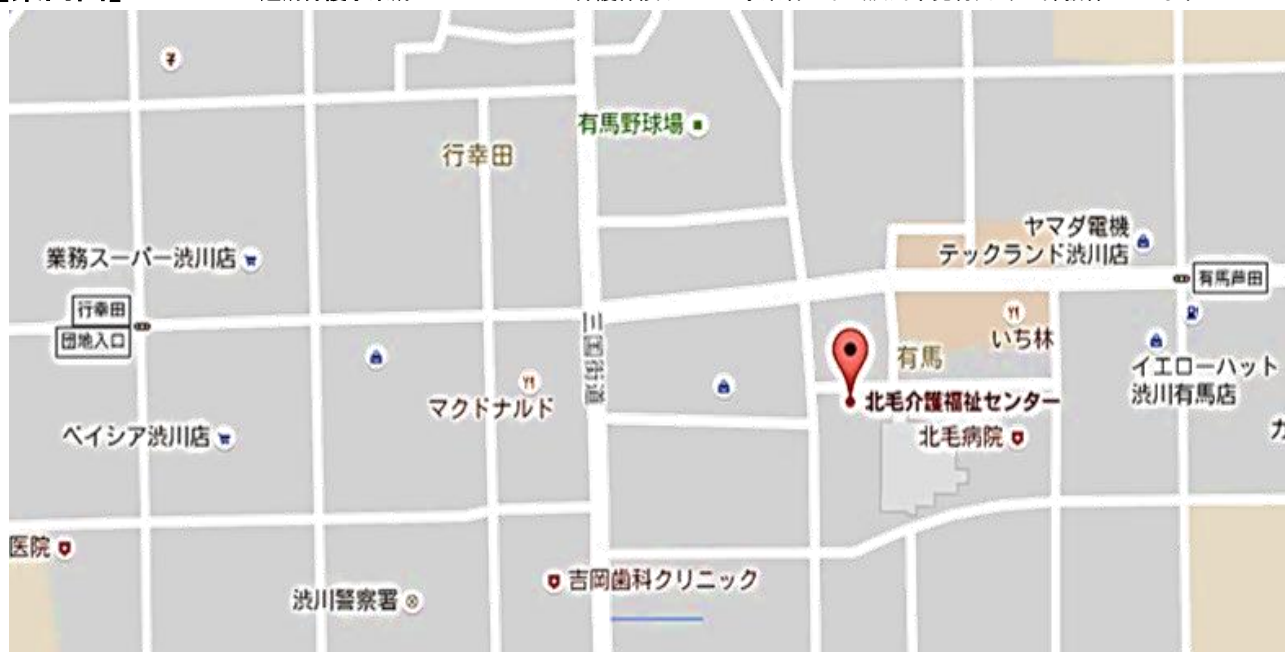 有馬野球場
行幸田
ヤマダ電機
テックランド渋川店
業務スーパー渋川店
有馬芦田
行幸田
団地入口
三国街道
いち林
有馬
イエローハット
渋川有馬店
マクドナルド
北毛介護福祉センター
ベイシア渋川店
北毛病院
カ
医院
吉岡歯科クリニック
渋川警察署